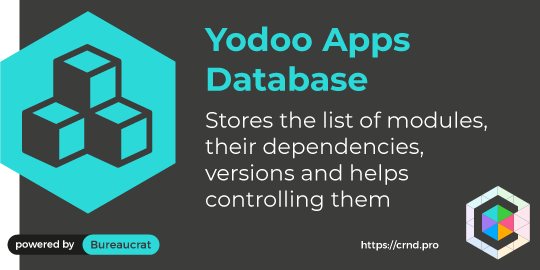 Yodoo Apps
Database
Stores the list of modules,
their dependencies,
versions and helps
controlling them
powered by Bureaucrat
https://crnd.pro